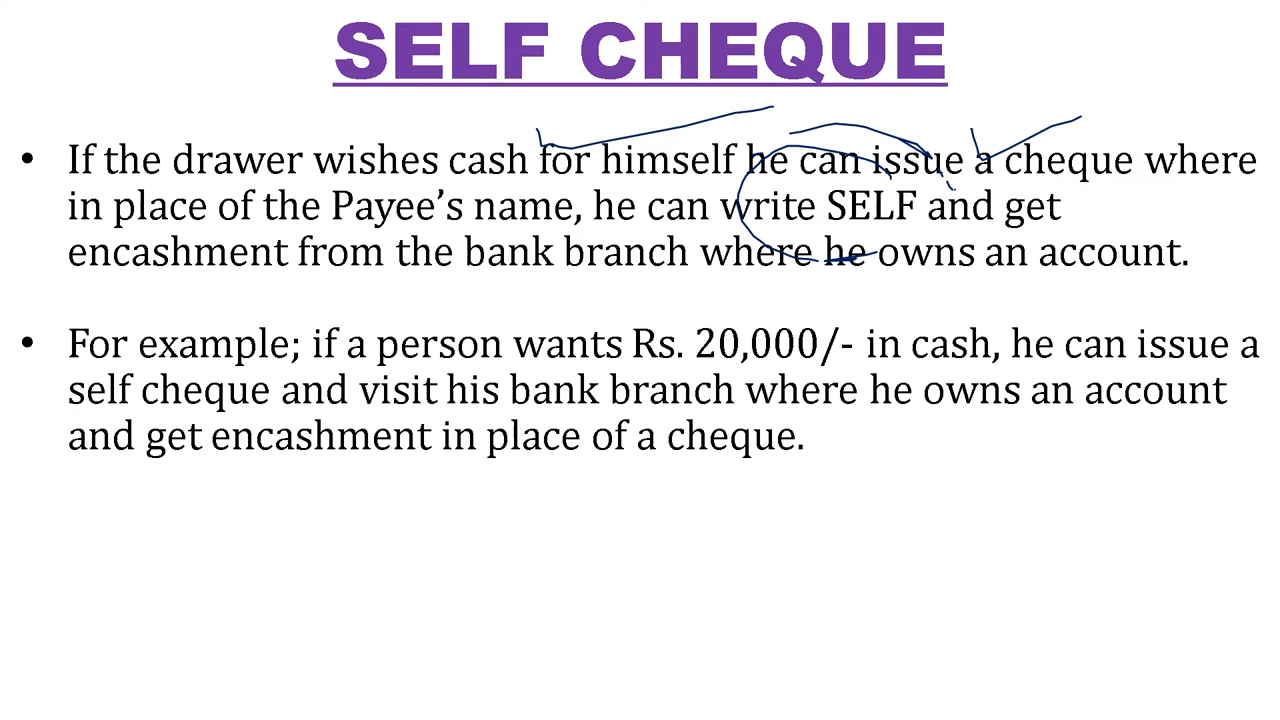 SELF CHEQUE
• If the drawer wishes cash for himself he can issue a cheque where
in place of the Payee’s name, he can write SELF and get
encashment from the bank branch where he owns an account.
• For example; if a person wants Rs. 20,000/- in cash, he can issue a
self cheque and visit his bank branch where he owns an account
and get encashment in place of a cheque.